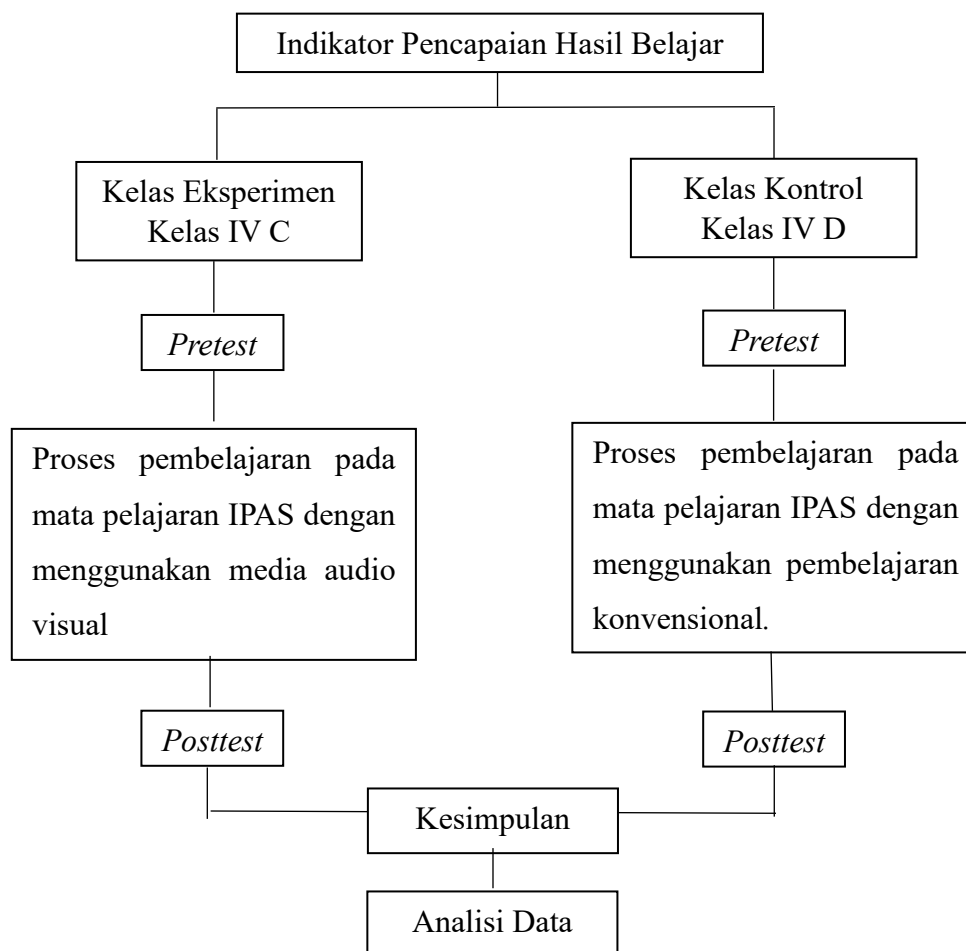 Indikator Pencapaian Hasil Belajar
Kelas Eksperimen
Kelas IV C
Kelas Kontrol
Kelas IV D
Pretest
Pretest
Proses pembelajaran pada
mata pelajaran IPAS dengan
menggunakan media audio
visual
Proses pembelajaran pada
mata pelajaran IPAS dengan
menggunakan pembelajaran
konvensional.
Posttest
Posttest
Kesimpulan
Analisi Data